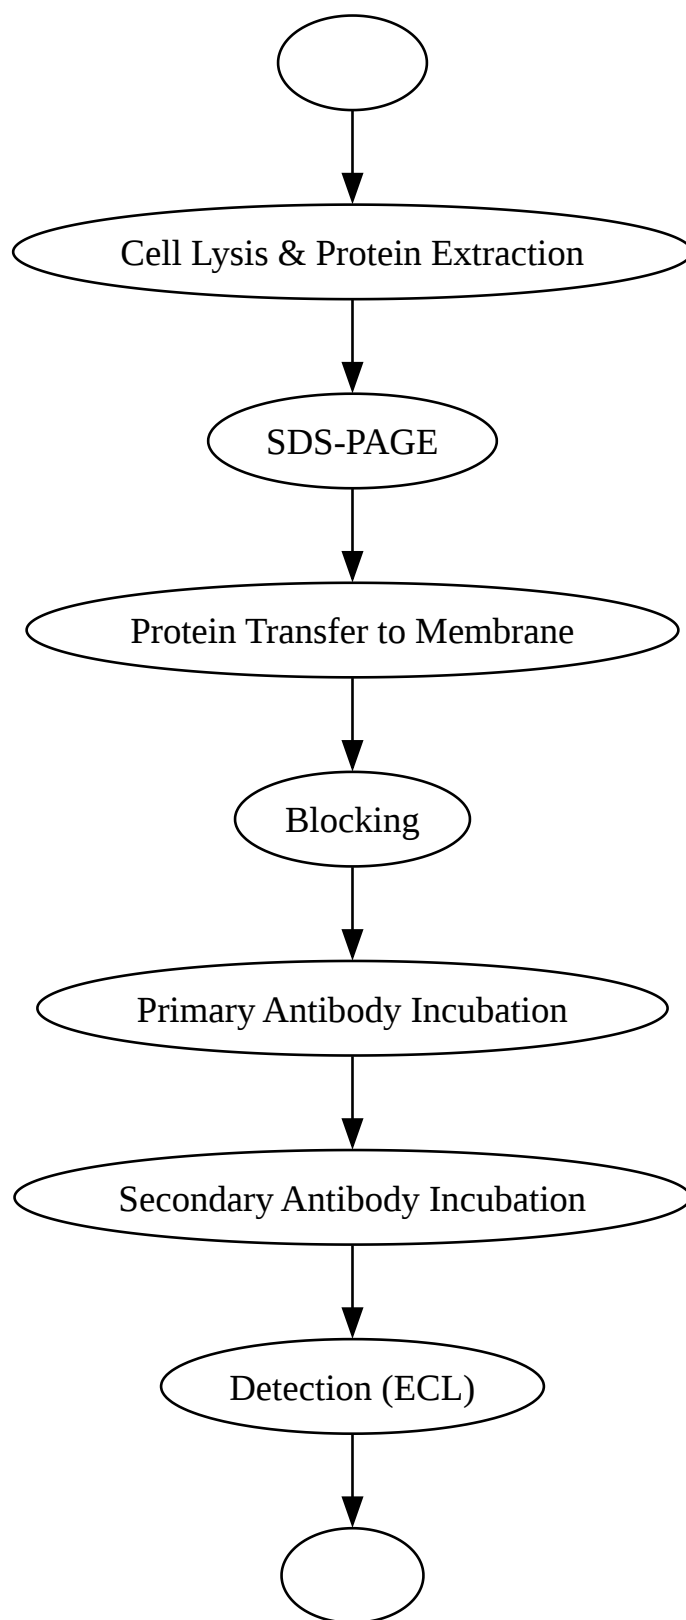 Cell Lysis & Protein Extraction
SDS-PAGE
Protein Transfer to Membrane
Blocking
Primary Antibody Incubation
Secondary Antibody Incubation
Detection (ECL)